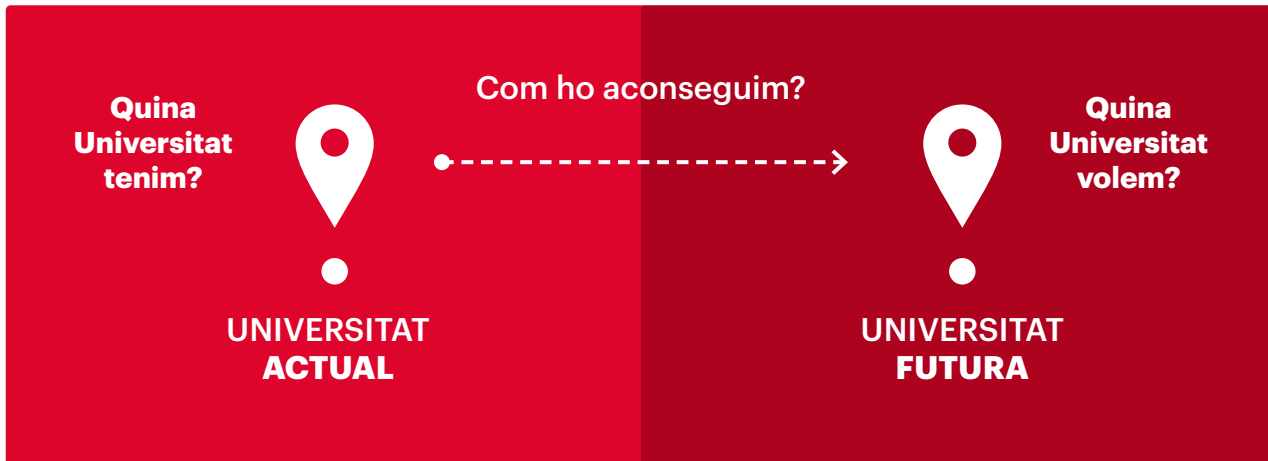 Quina
Universitat
tenim?
Com ho aconseguim?
Quina
Universitat
volem?
UNIVERSITAT
ACTUAL
UNIVERSITAT
FUTURA